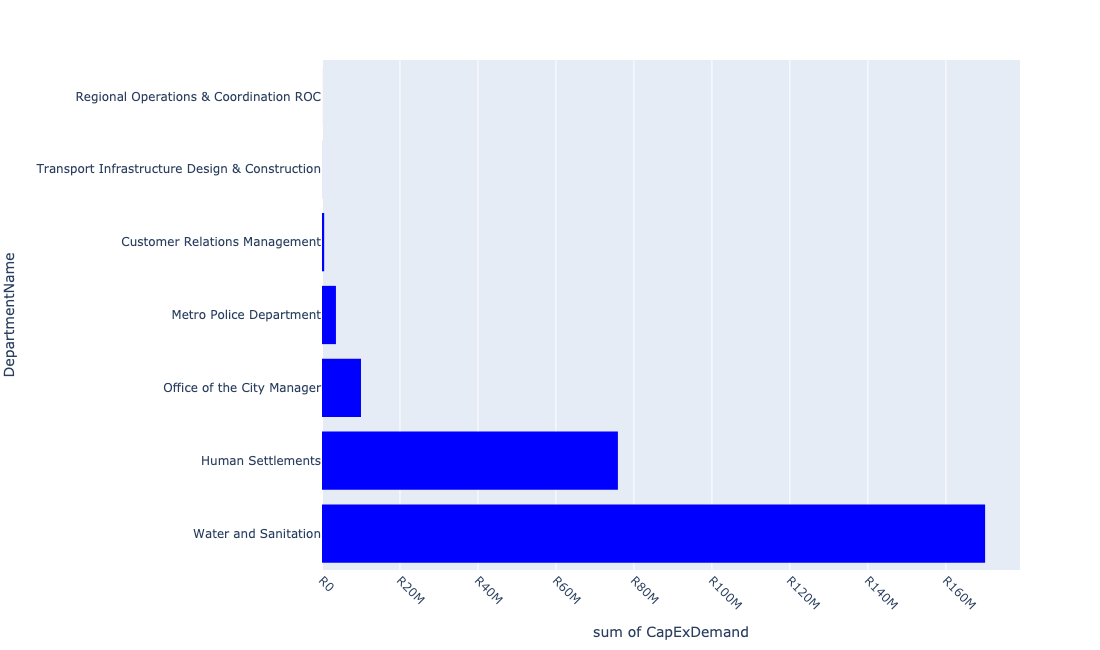 Regional Operations & Coordination ROC
Transport Infrastructure Design & Construction
Customer Relations Management
Metro Police Department
Office of the City Manager
Human Settlements
Water and Sanitation
DepartmentName
R0
R20M
R40M
R60M
R80M
R100M
R120M
R140M
R160M
sum of CapExDemand